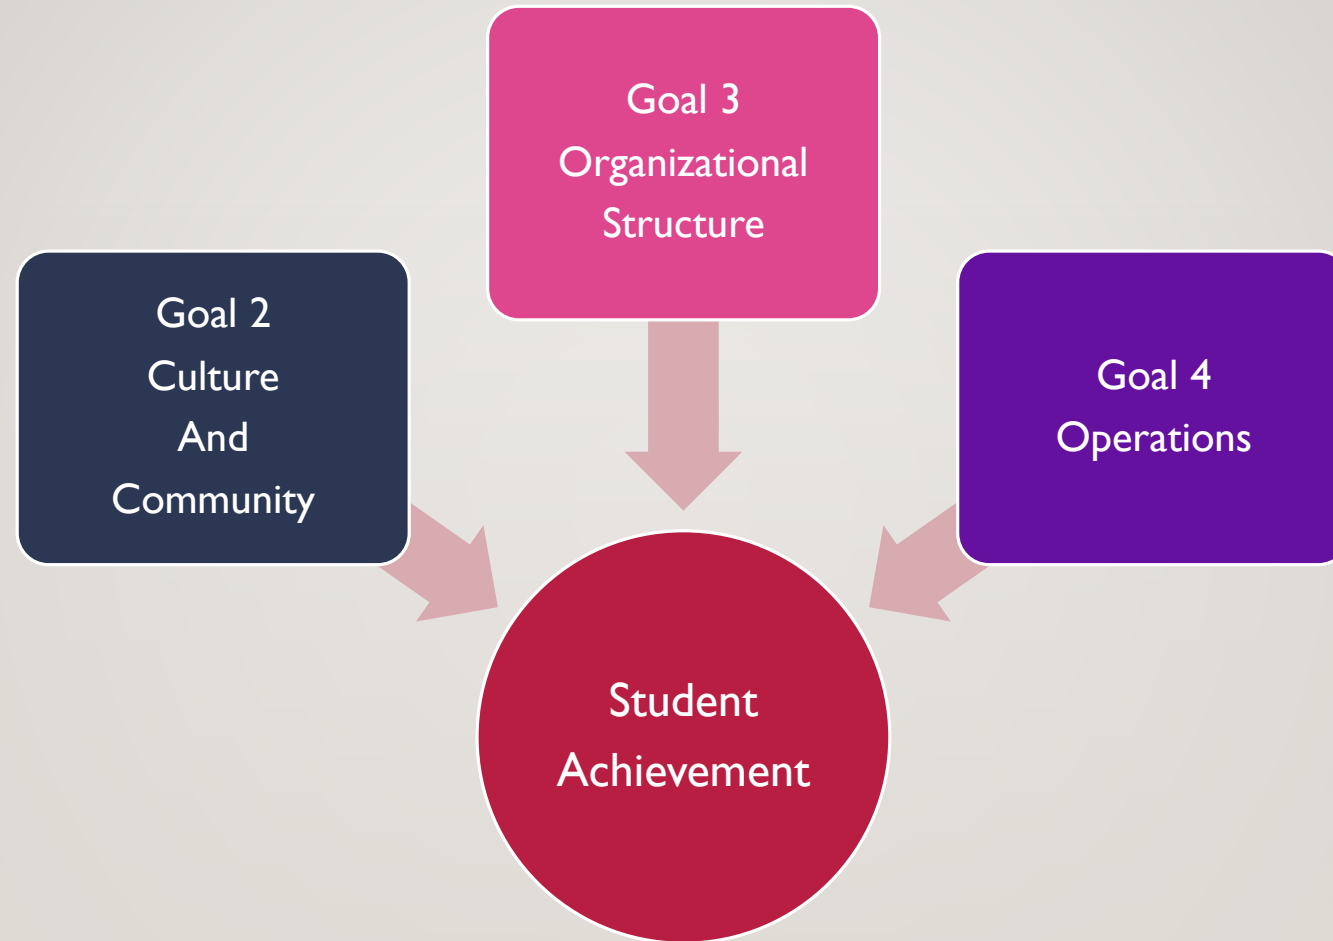 Goal 3
Organizational
Structure
Goal 2
Culture
And
Community
Goal 4
Operations
Student
Achievement